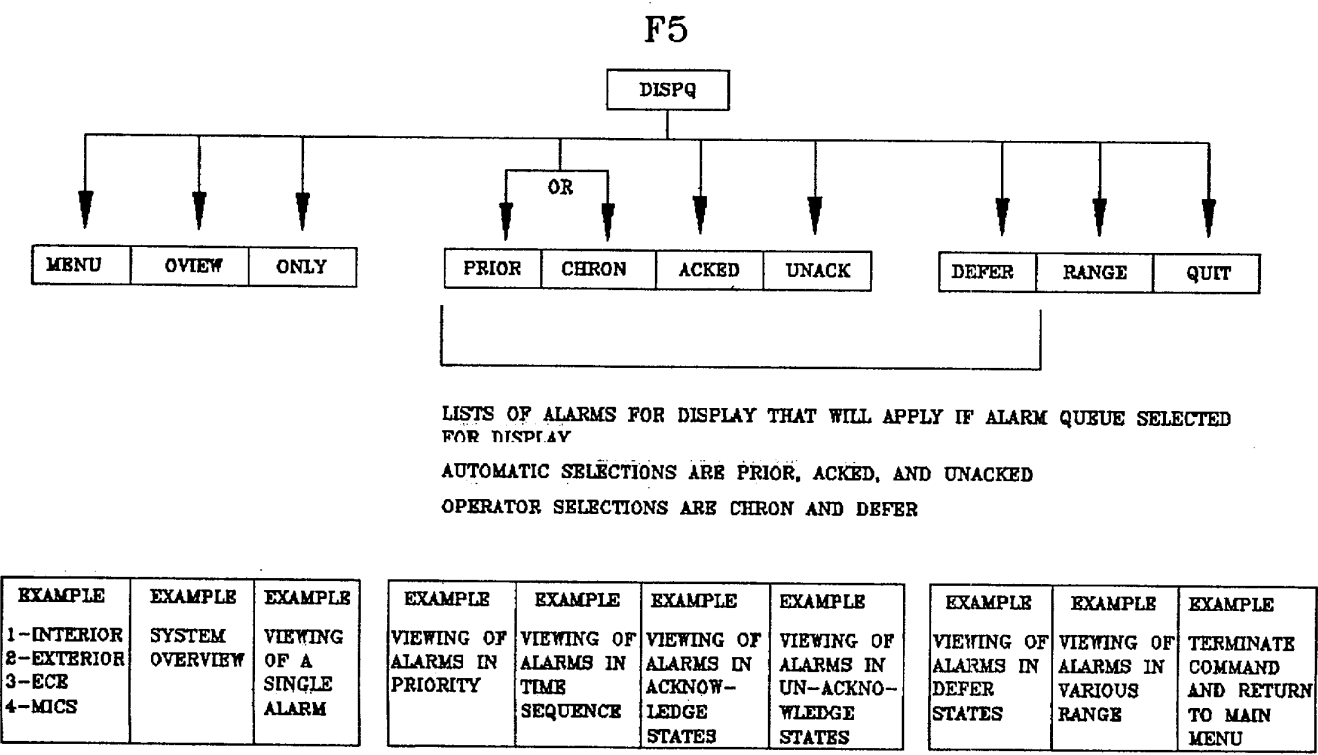 F5
DISPQ
OR
MENU OVIEW ONLY PRIOR CHRON ACKED UNACK DEFER RANGE QUIT
LISTS OF ALARMS FOR DISPLAY THAT WILL APPLY IF ALARM QUEUE SELECTED
FOR DISPLAY
AUTOMATIC SELECTIONS ARE PRIOR, ACKED, AND UNACKED
OPERATOR SELECTIONS ARE CHRON AND DEFER
EXAMPLE
1-INTERIOR
2-EXTERIOR
3-ECE
4-MICS
EXAMPLE
SYSTEM
OVERVIEW
EXAMPLE
VIEWING
OF A
SINGLE
ALARM
EXAMPLE
VIEWING OF
ALARMS IN
PRIORITY
EXAMPLE
VIEWING OF
ALARMS IN
TIME
SEQUENCE
EXAMPLE
VIEWING OF
ALARMS IN
ACKNOW-
LEDGE
STATES
EXAMPLE
VIEWING OF
ALARMS IN
UN-ACKNO-
WLEDGE
STATES
EXAMPLE
VIEWING OF
ALARMS IN
DEFER
STATES
EXAMPLE
VIEWING OF
ALARMS IN
VARIOUS
RANGE
EXAMPLE
TERMINATE
COMMAND
AND RETURN
TO MAIN
MENU